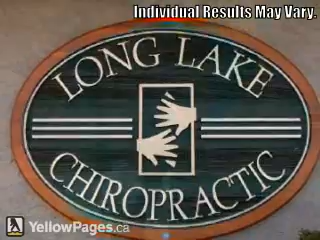 Individual Results May Vary.
LONG LAKE
CHIROPRACTIC
YellowPages.ca